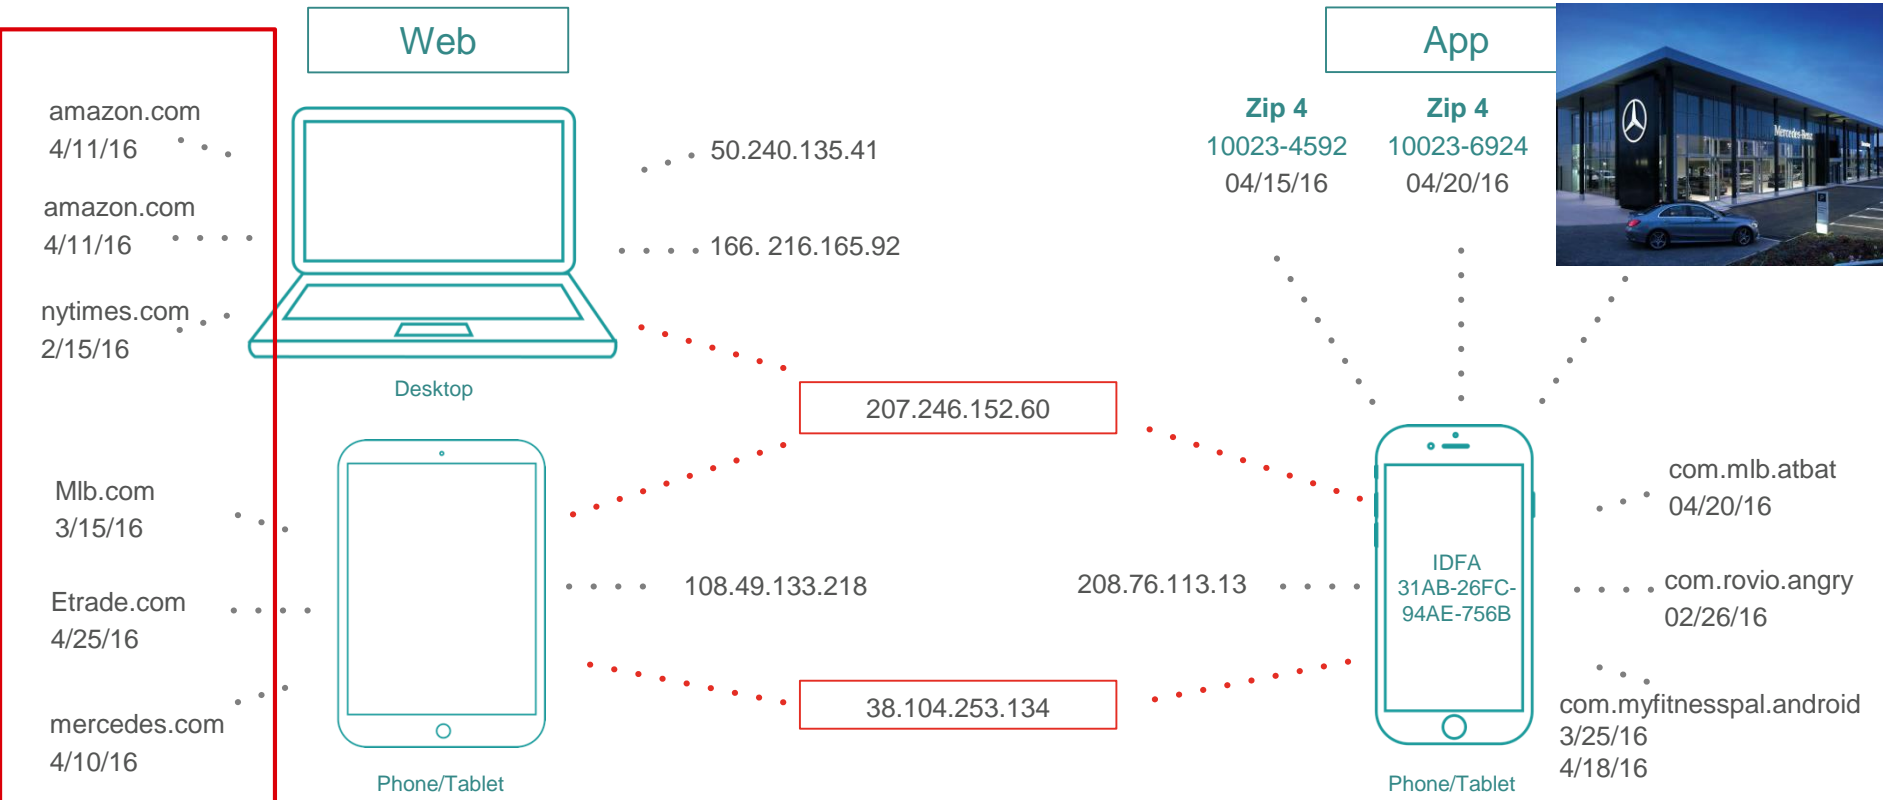 Web
App
amazon.com
4/11/16
amazon.com
4/11/16
nytimes.com
2/15/16
Desktop
50.240.135.41
166. 216.165.92
Zip 4
10023-4592
04/15/16
Zip 4
10023-6924
04/20/16
Mercedes-Benz
207.246.152.60
Mlb.com
3/15/16
Etrade.com
4/25/16
mercedes.com
4/10/16
Phone/Tablet
108.49.133.218
208.76.113.13
38.104.253.134
IDFA
31AB-26FC-
94AE-756B
Phone/Tablet
com.mlb.atbat
04/20/16
com.rovio.angry
02/26/16
com.myfitnesspal.android
3/25/16
4/18/16